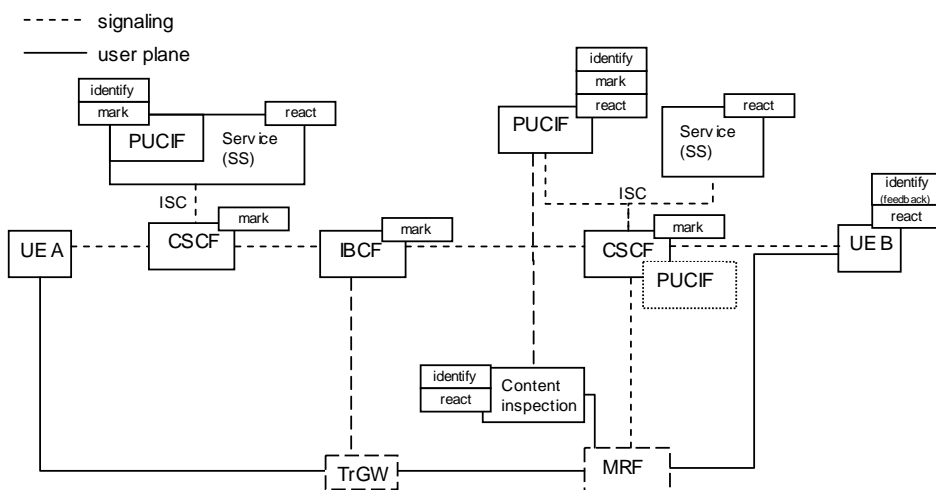 signaling
user plane
identify
mark
PUCIF
Service
(SS)
react
identify
mark
react
PUCIF
react
Service
(SS)
ISC
ISC
identify
(feedback)
react
mark
CSCF
mark
IBCF
mark
CSCF
PUCIF
UE A
UE B
identify
react
Content
inspection
TrGW
MRF